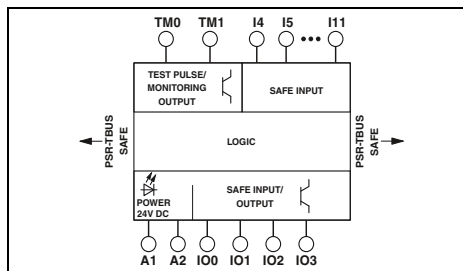 TM0 TM1 I4 I5 ••• I11
TEST PULSE/
MONITORING
OUTPUT
SAFE INPUT
PSR-TBUS
SAFE
LOGIC
PSR-TBUS
SAFE
POWER
24V DC
SAFE INPUT/
OUTPUT
A1 A2 IO0 IO1 IO2 IO3